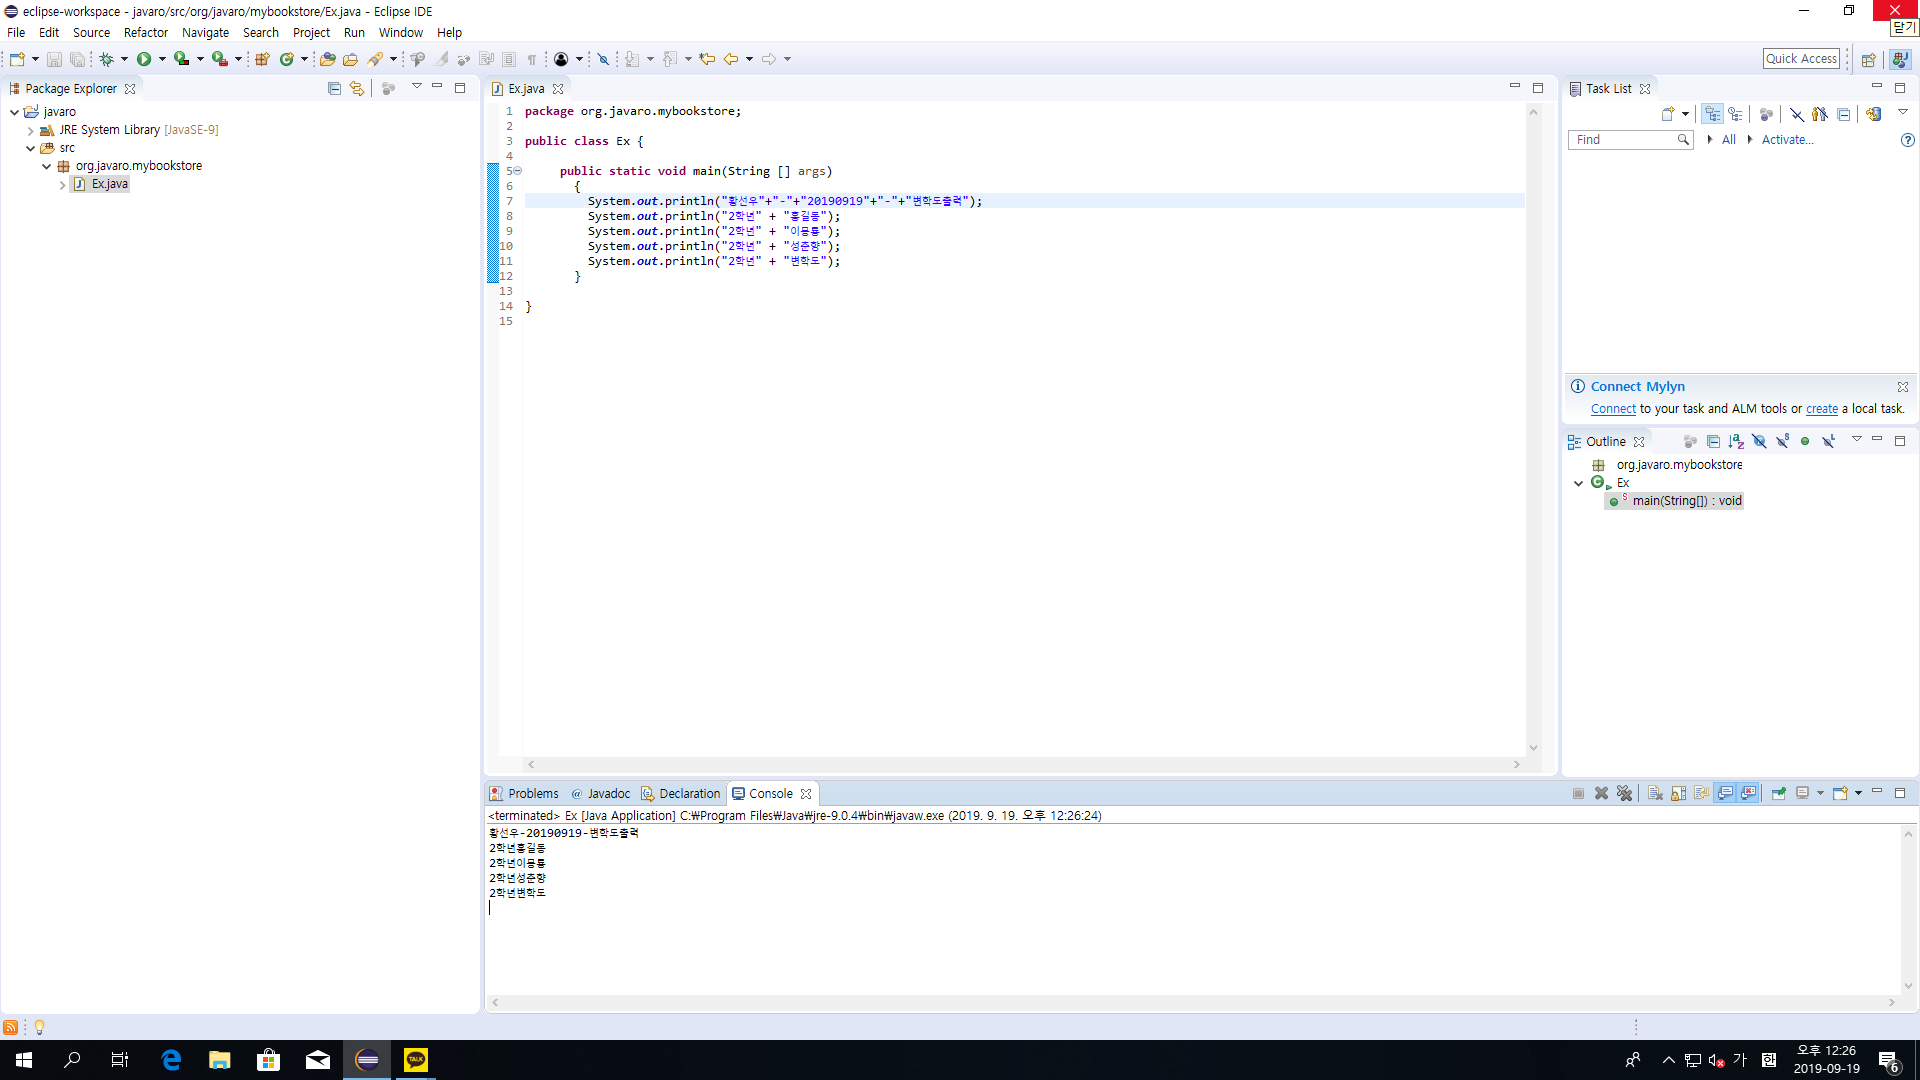 eclipse-workspace - javaro/src/org/javaro/mybookstore/Ex.java - Eclipse IDE
닫기
File Edit Source Refactor Navigate Search Project Run Window Help
Quick Access
Package Explorer
javaro
JRE System Library [JavaSE-9]
src
org.javaro.mybookstore
Ex.java
Ex.java
1 package org.javaro.mybookstore;
2
3 public class Ex {
4
5 public static void main(String [] args)
6 {
7 System.out.println("황선우"+"-"+"20190919"+"-"+"변학도출력");
8 System.out.println("2학년" + "홍길동");
9 System.out.println("2학년" + "이몽룡");
10 System.out.println("2학년" + "성춘향");
11 System.out.println("2학년" + "변학도");
12 }
13
14 }
15
Task List
Find All Activate...
Connect Mylyn
Connect to your task and ALM tools or create a local task.
Outline
org.javaro.mybookstore
Ex
main(String[]) : void
Problems Javadoc Declaration Console
<terminated> Ex [Java Application] C:₩Program Files₩Java₩jre-9.0.4₩bin₩javaw.exe (2019. 9. 19. 오후 12:26:24)
황선우-20190919-변학도출력
2학년홍길동
2학년이몽룡
2학년성춘향
2학년변학도
TALK
가 한
오후 12:26
2019-09-19
6